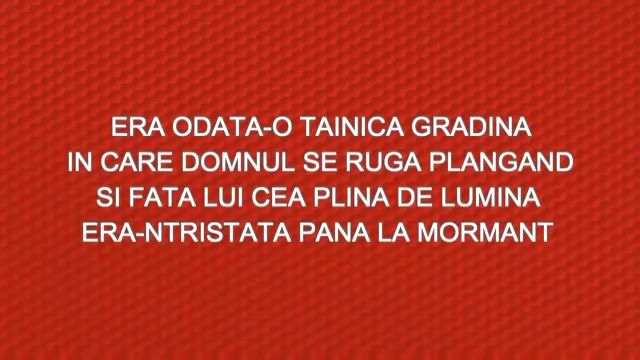 ERA ODATA-O TAINICA GRADINA
IN CARE DOMNUL SE RUGA PLANGAND
SI FATA LUI CEA PLINA DE LUMINA
ERA-NTRISTATA PANA LA MORMANT